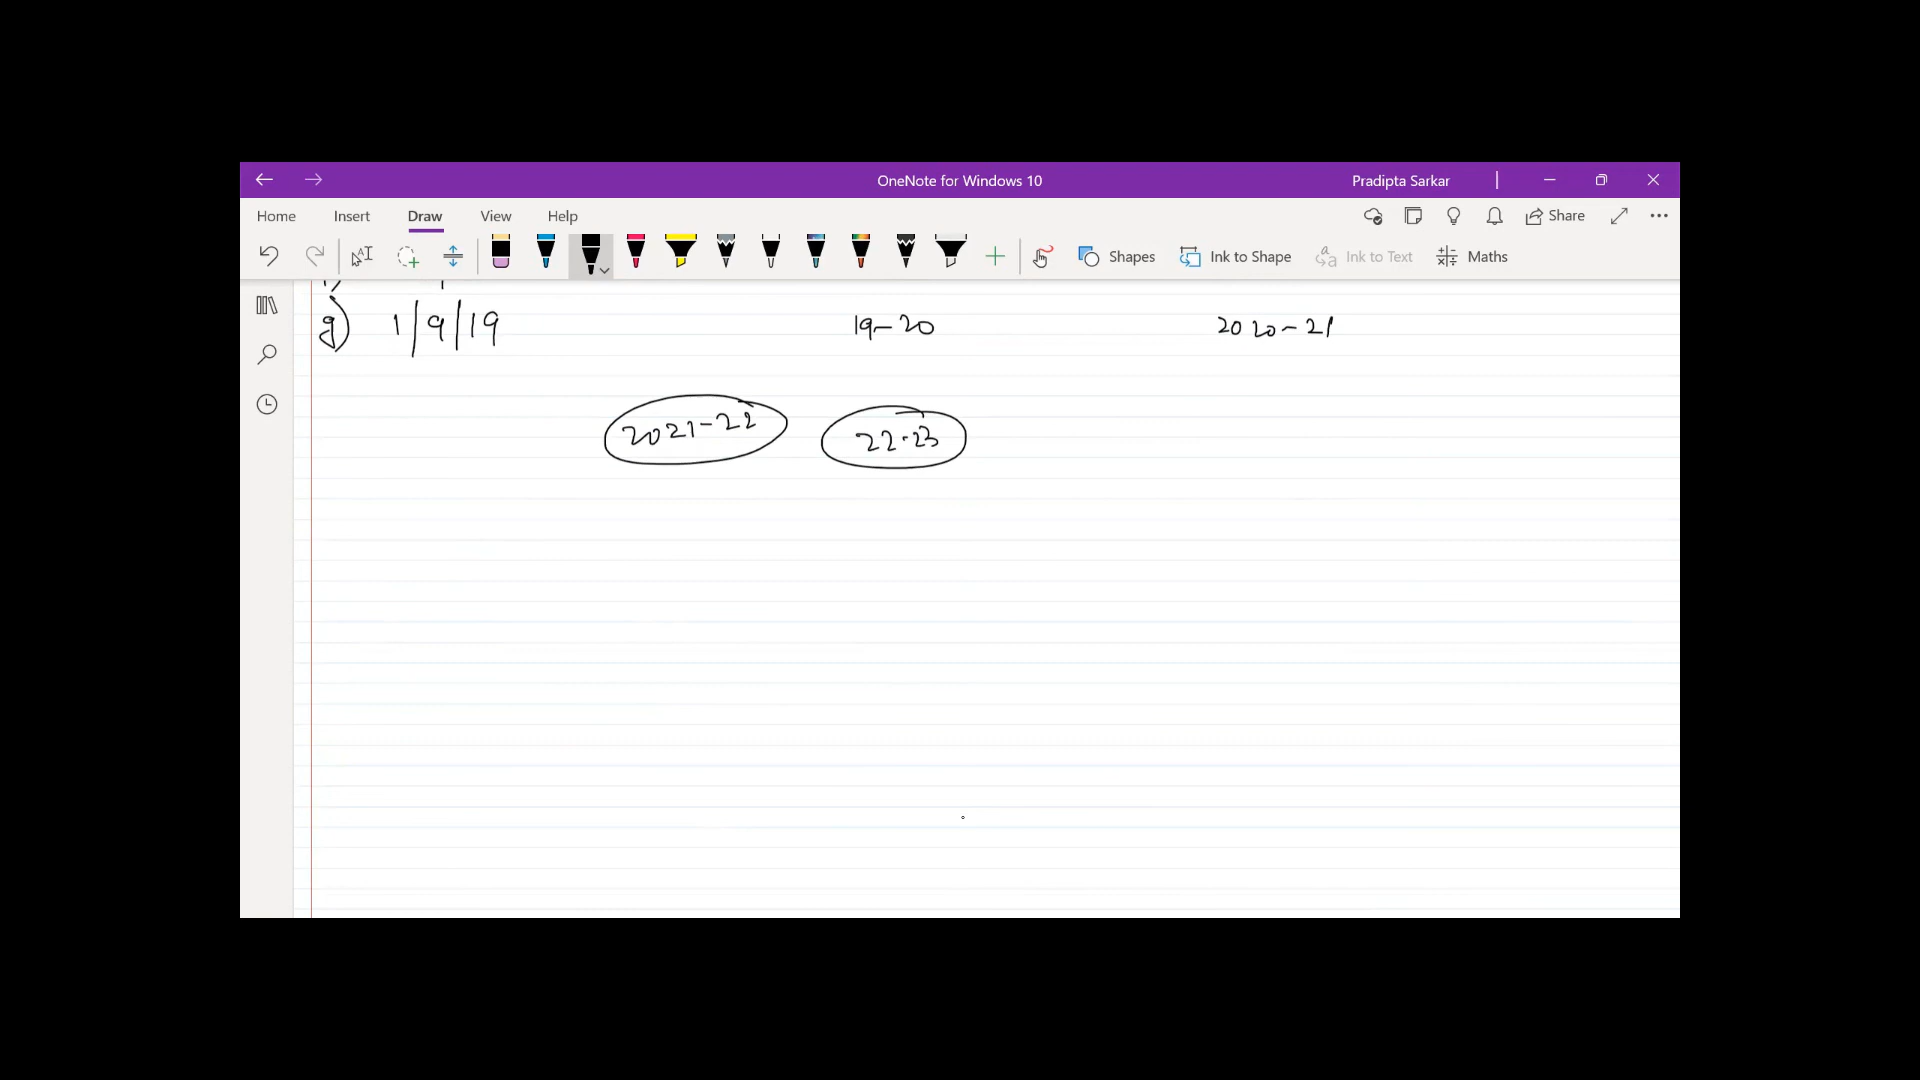 OneNote for Windows 10 Pradipta Sarkar
Home Insert Draw View Help Share
Shapes Ink to Shape Ink to Text Maths
g) 1/9/19 19-20 2020-21
2021-22 22-23